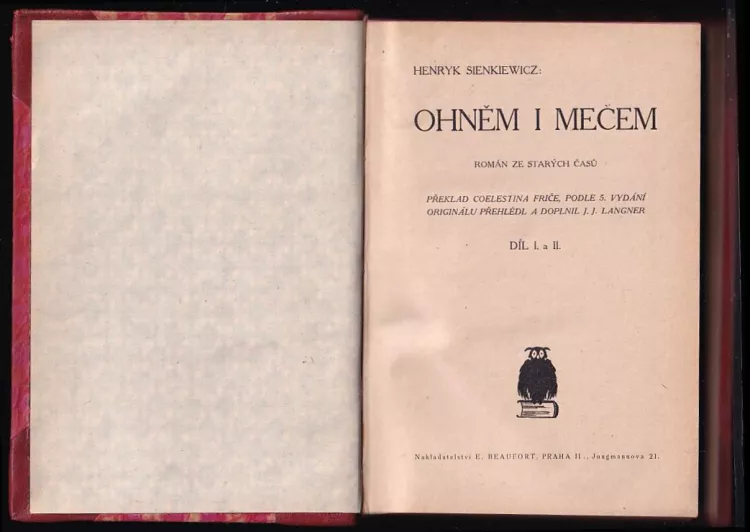 HENRYK SIENKIEWICZ:
OHNĚM I MEČEM
ROMÁN ZE STARÝCH ČASŮ
PŘEKLAD COELESTINA FRIČE, PODLE 5. VYDÁNÍ
ORIGINÁLU PŘEHLÉDL A DOPLNIL J. J. LANGNER
DÍL I. a II.
Nakladatelství E. BEAUFORT, PRAHA II., Jungmannova 21.